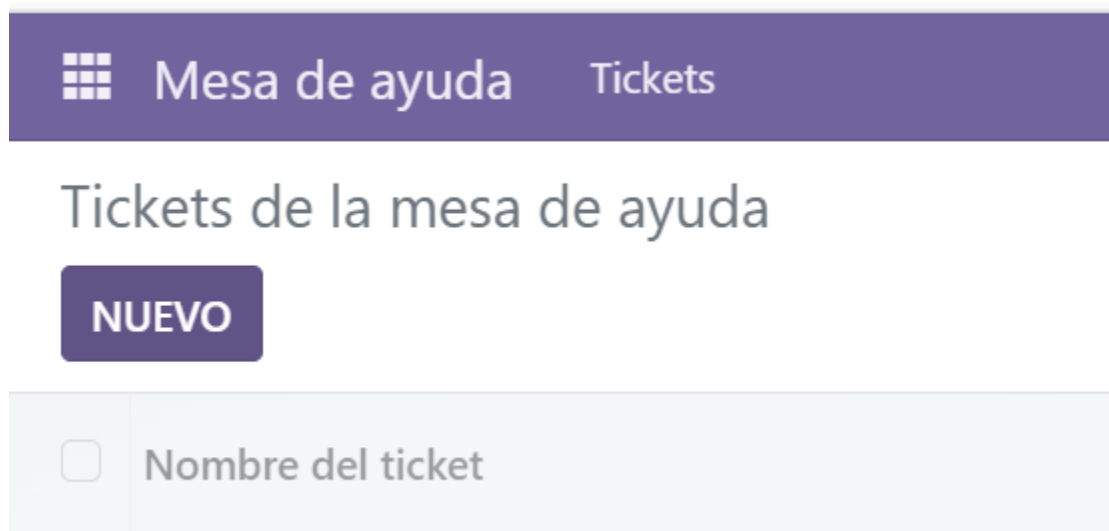 Mesa de ayuda Tickets
Tickets de la mesa de ayuda
NUEVO
Nombre del ticket